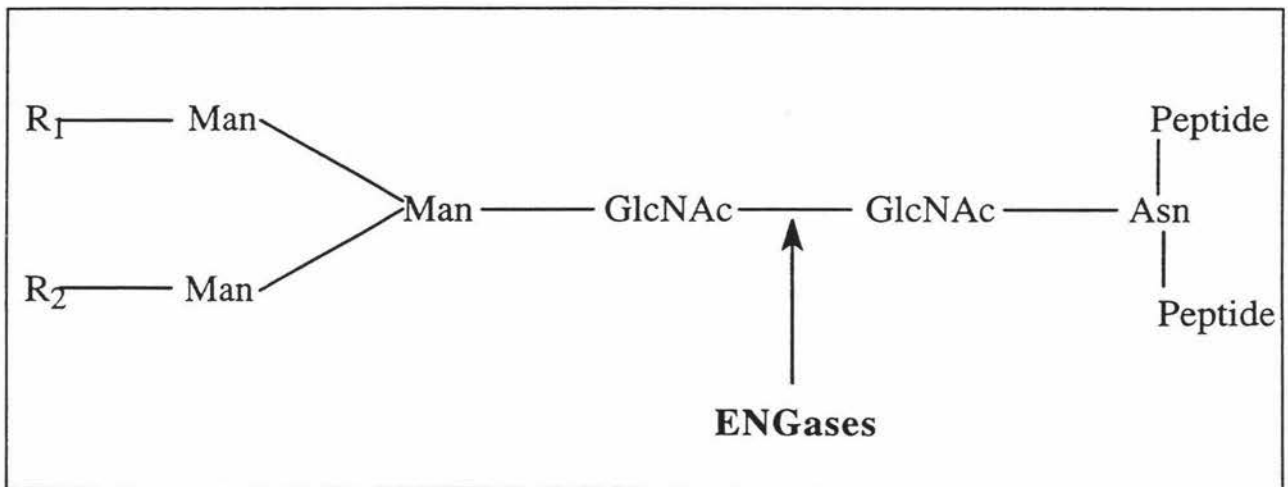 R1 Man Peptide
Man GlcNAc GlcNAc Asn
R2 Man
Peptide
ENGases